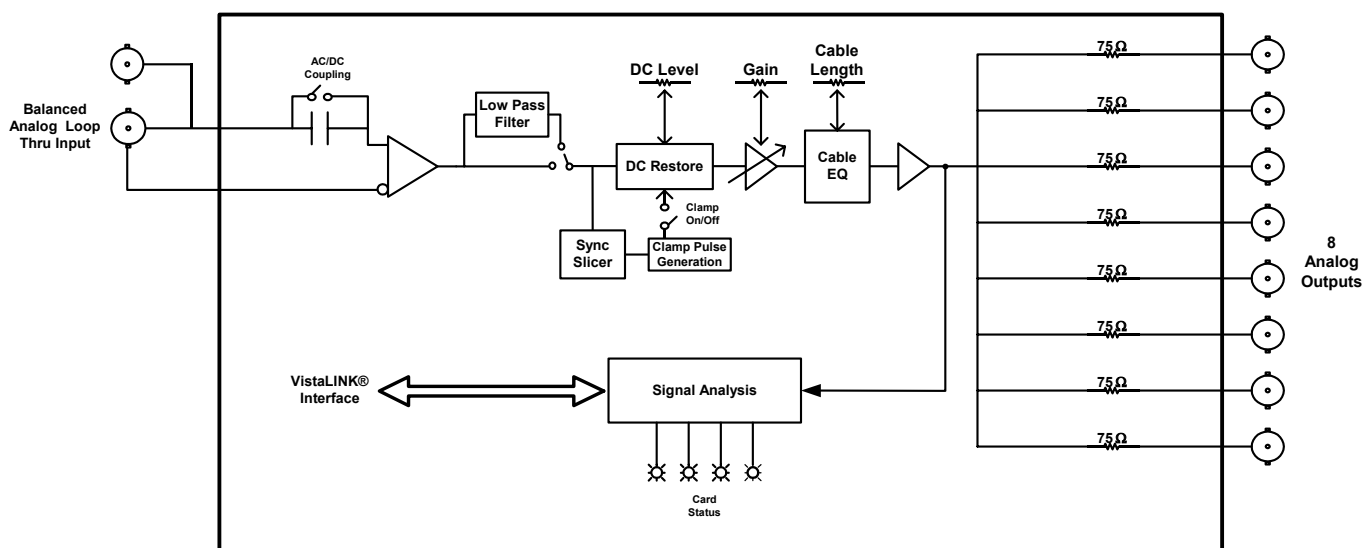 75Ω
Cable
Length
AC/DC
Coupling
DC Level
Gain
Low Pass
Filter
Balanced
Analog Loop
Thru Input
75Ω
75Ω
DC Restore
Cable
EQ
Clamp
On/Off
75Ω
Sync
Slicer
Clamp Pulse
Generation
75Ω
8
Analog
Outputs
75Ω
VistaLINK®
Interface
Signal Analysis
75Ω
75Ω
Card
Status